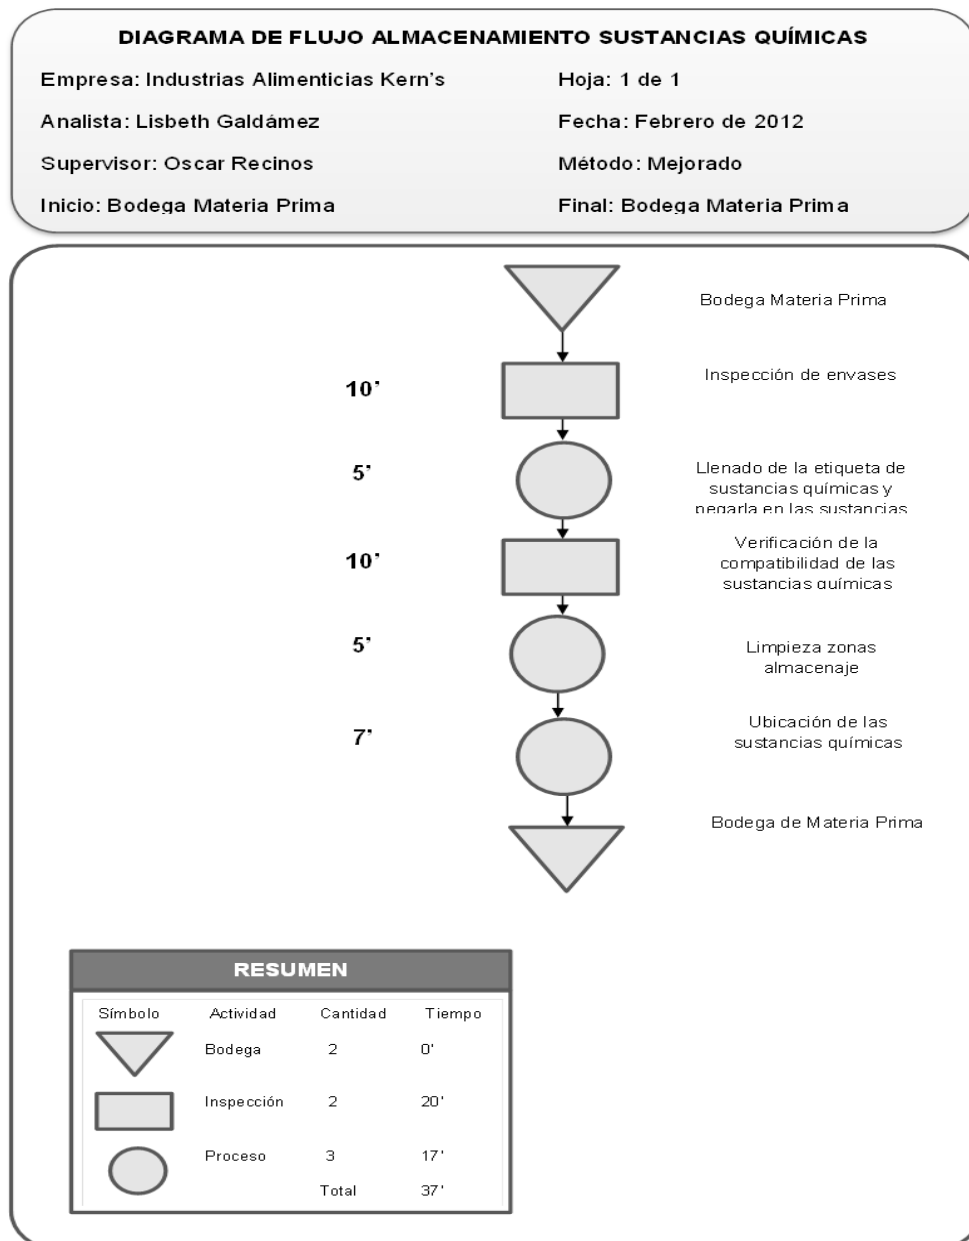 DIAGRAMA DE FLUJO ALMACENAMIENTO SUSTANCIAS QUÍMICAS
Empresa: Industrias Alimenticias Kern's
Hoja: 1 de 1
Analista: Lisbeth Galdámez
Fecha: Febrero de 2012
Supervisor: Oscar Recinos
Método: Mejorado
Inicio: Bodega Materia Prima
Final: Bodega Materia Prima
Bodega Materia Prima
10'
Inspección de envases
5'
Llenado de la etiqueta de
sustancias químicas y
pegarla en las sustancias
10'
Verificación de la
compatibilidad de las
sustancias químicas
5'
Limpieza zonas
almacenaje
7'
Ubicación de las
sustancias químicas
Bodega de Materia Prima
RESUMEN
Símbolo Actividad Cantidad Tiempo
Bodega 2 0'
Inspección 2 20'
Proceso 3 17'
Total 37'